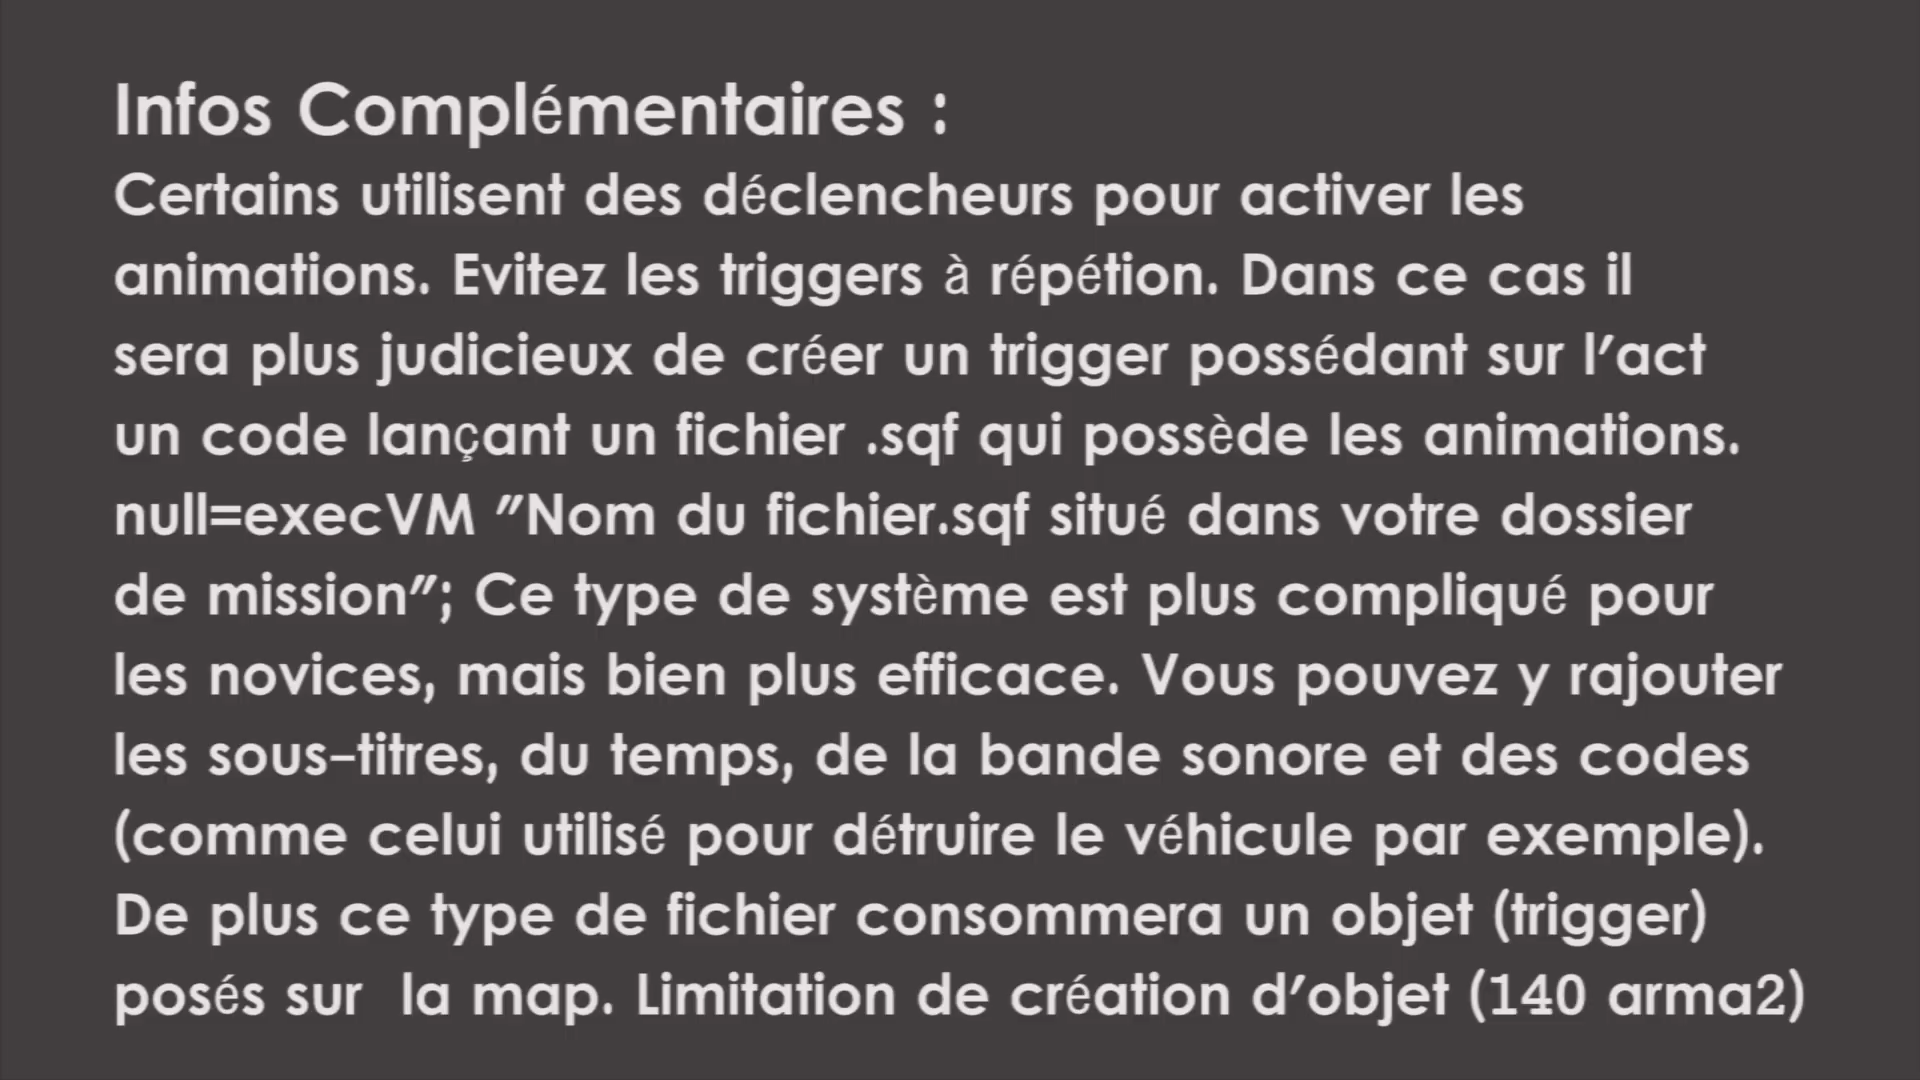 Infos Complémentaires :
Certains utilisent des déclencheurs pour activer les
animations. Evitez les triggers à répétion. Dans ce cas il
sera plus judicieux de créer un trigger possédant sur l'act
un code lançant un fichier .sqf qui possède les animations.
null=execVM "Nom du fichier.sqf situé dans votre dossier
de mission"; Ce type de système est plus compliqué pour
les novices, mais bien plus efficace. Vous pouvez y rajouter
les sous-titres, du temps, de la bande sonore et des codes
(comme celui utilisé pour détruire le véhicule par exemple).
De plus ce type de fichier consommera un objet (trigger)
posés sur  la map. Limitation de création d'objet (140 arma2)